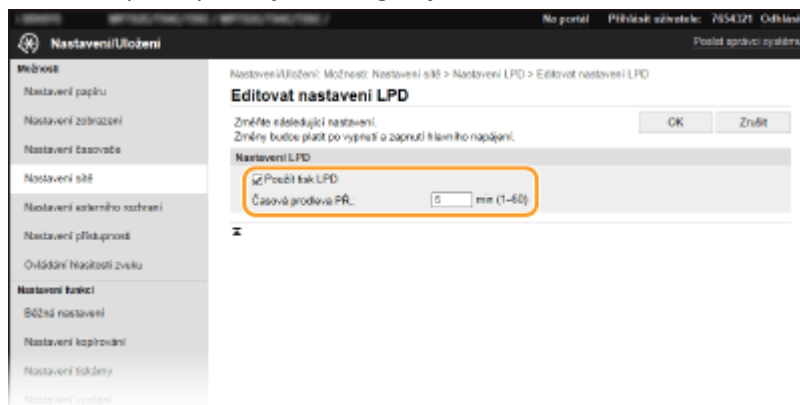 Na portál Přihlásit uživatele: 7654321 Odhlásit
Nastavení/Uložení
Poslat zprávu správci systému
Možnosti
Nastavení/Uložení: Možnosti: Nastavení sítě > Nastavení LPD > Editovat nastavení LPD
Nastavení papíru
Editovat nastavení LPD
Nastavení zobrazení
Změňte následující nastavení.
OK
Zrušit
Změny budou platit po vypnutí a zapnutí hlavního napájení.
Nastavení časovače
Nastavení LPD
Nastavení sítě
Použít tisk LPD
Časová prodleva PŘ.: 5 min (1-60)
Nastavení externího rozhraní
Nastavení přístupnosti
Ovládání hlasitosti zvuku
Nastavení funkcí
Běžná nastavení
Nastavení kopírování
Nastavení tiskárny